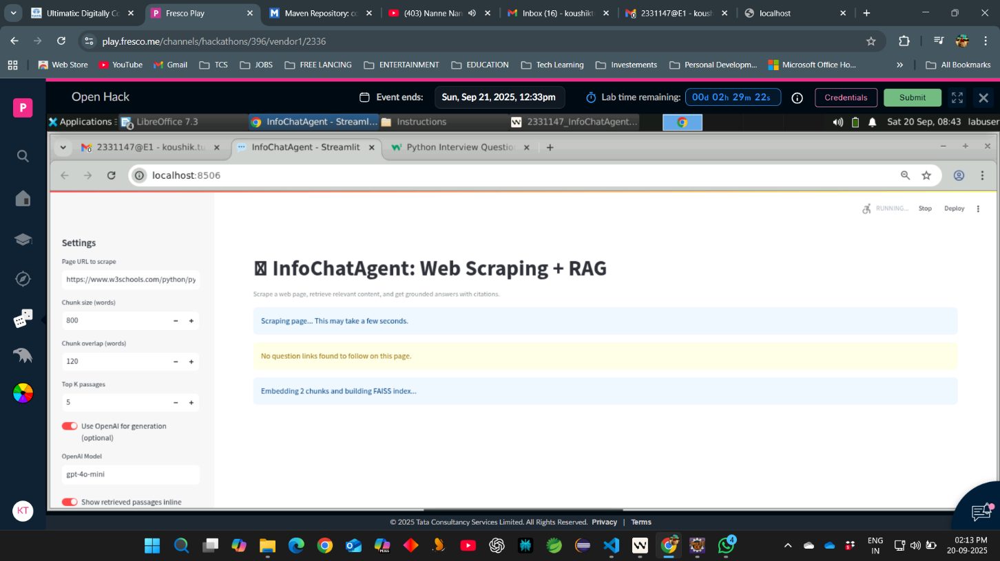 Ultimatix: Digitally Co
Fresco Play
Maven Repository: co
(403) Nanne Nan
Inbox (16) - koushikt
2331147@E1 - koush
localhost
play.fresco.me/channels/hackathons/396/vendor1/2336
Web Store
YouTube
Gmail
TCS
JOBS
FREE LANCING
ENTERTAINMENT
EDUCATION
Tech Learning
Investements
Personal Developm...
Microsoft Office Ho...
All Bookmarks
Open Hack
Event ends:
Sun, Sep 21, 2025, 12:33pm
Lab time remaining:
00d 02h 29m 22s
Credentials
Submit
Applications
LibreOffice 7.3
InfoChatAgent - Streaml...
Instructions
2331147_InfoChatAgent...
Sat 20 Sep, 08:43
labuser
2331147@E1 - koushik.tu
InfoChatAgent - Streamlit
Python Interview Questio
localhost:8506
RUNNING...
Stop
Deploy
Settings
Page URL to scrape
https://www.w3schools.com/python/py
Chunk size (words)
800
Chunk overlap (words)
120
Top K passages
5
Use OpenAI for generation
(optional)
OpenAI Model
gpt-4o-mini
Show retrieved passages inline
InfoChatAgent: Web Scraping + RAG
Scrape a web page, retrieve relevant content, and get grounded answers with citations.
Scraping page... This may take a few seconds.
No question links found to follow on this page.
Embedding 2 chunks and building FAISS index...
KT
© 2025 Tata Consultancy Services Limited. All Rights Reserved. Privacy | Terms
4
ENG
IN
02:13 PM
20-09-2025